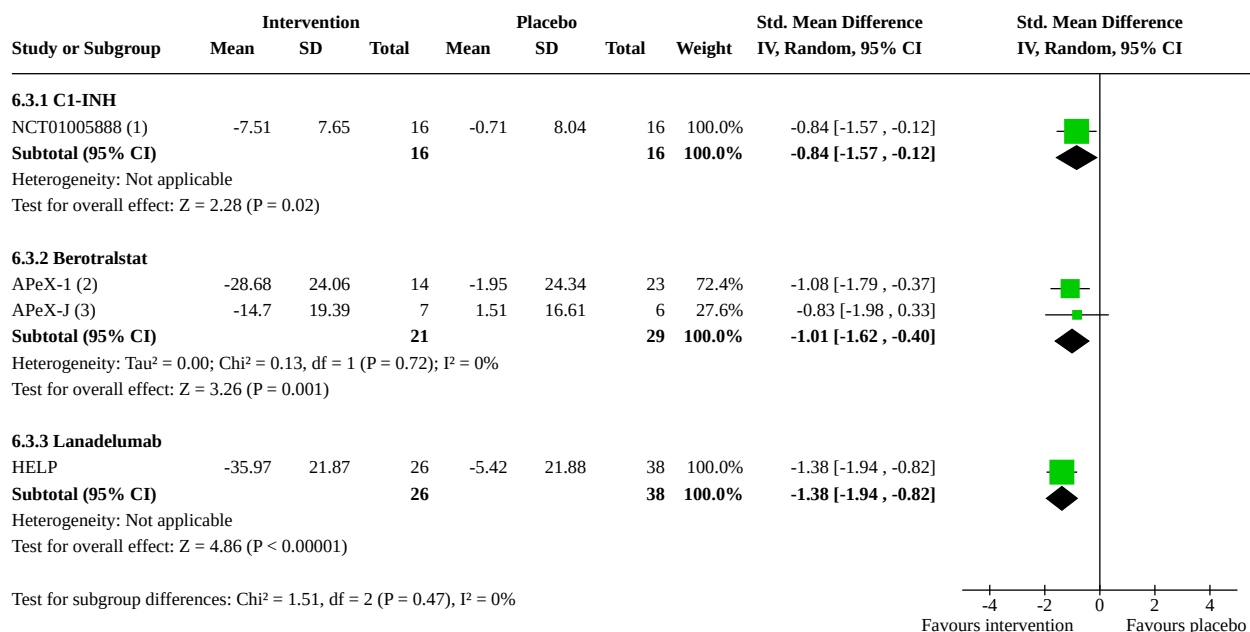 Intervention Placebo Std. Mean Difference Std. Mean Difference
Study or Subgroup Mean SD Total Mean SD Total Weight IV, Random, 95% CI IV, Random, 95% CI
6.3.1 C1-INH
NCT01005888 (1) -7.51 7.65 16 -0.71 8.04 16 100.0% -0.84 [-1.57 , -0.12]
Subtotal (95% CI) 16 16 100.0% -0.84 [-1.57 , -0.12]
Heterogeneity: Not applicable
Test for overall effect: Z = 2.28 (P = 0.02)
6.3.2 Berotralstat
APeX-1 (2) -28.68 24.06 14 -1.95 24.34 23 72.4% -1.08 [-1.79 , -0.37]
APeX-J (3) -14.7 19.39 7 1.51 16.61 6 27.6% -0.83 [-1.98 , 0.33]
Subtotal (95% CI) 21 29 100.0% -1.01 [-1.62 , -0.40]
Heterogeneity: Tau² = 0.00; Chi² = 0.13, df = 1 (P = 0.72); I² = 0%
Test for overall effect: Z = 3.26 (P = 0.001)
6.3.3 Lanadelumab
HELP -35.97 21.87 26 -5.42 21.88 38 100.0% -1.38 [-1.94 , -0.82]
Subtotal (95% CI) 26 38 100.0% -1.38 [-1.94 , -0.82]
Heterogeneity: Not applicable
Test for overall effect: Z = 4.86 (P < 0.00001)
Test for subgroup differences: Chi² = 1.51, df = 2 (P = 0.47), I² = 0%
-4 -2 0 2 4
Favours intervention Favours placebo